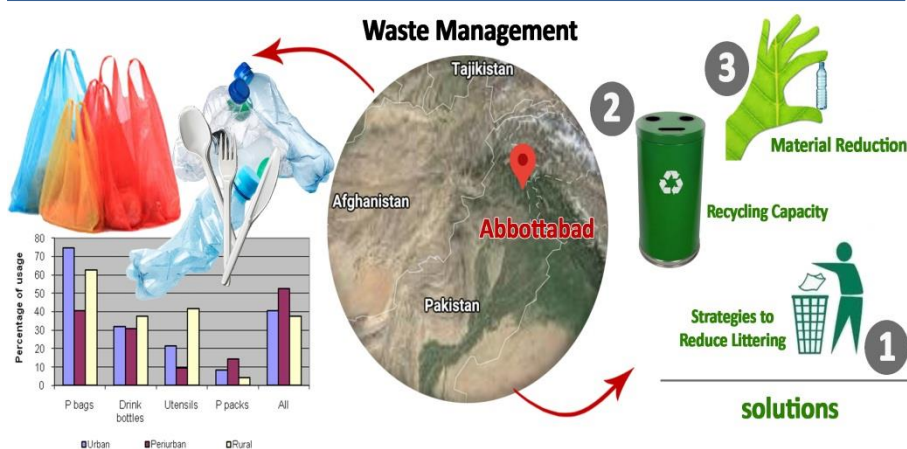 Waste Management
Tajikistan
Afghanistan
Abbottabad
Pakistan
Percentage of usage
80
70
60
50
40
30
20
10
0
P bags
Drink
bottles
Utensils
P packs
All
Urban
Periurban
Rural
3
Material Reduction
2
Recycling Capacity
Strategies to
Reduce Littering
1
solutions